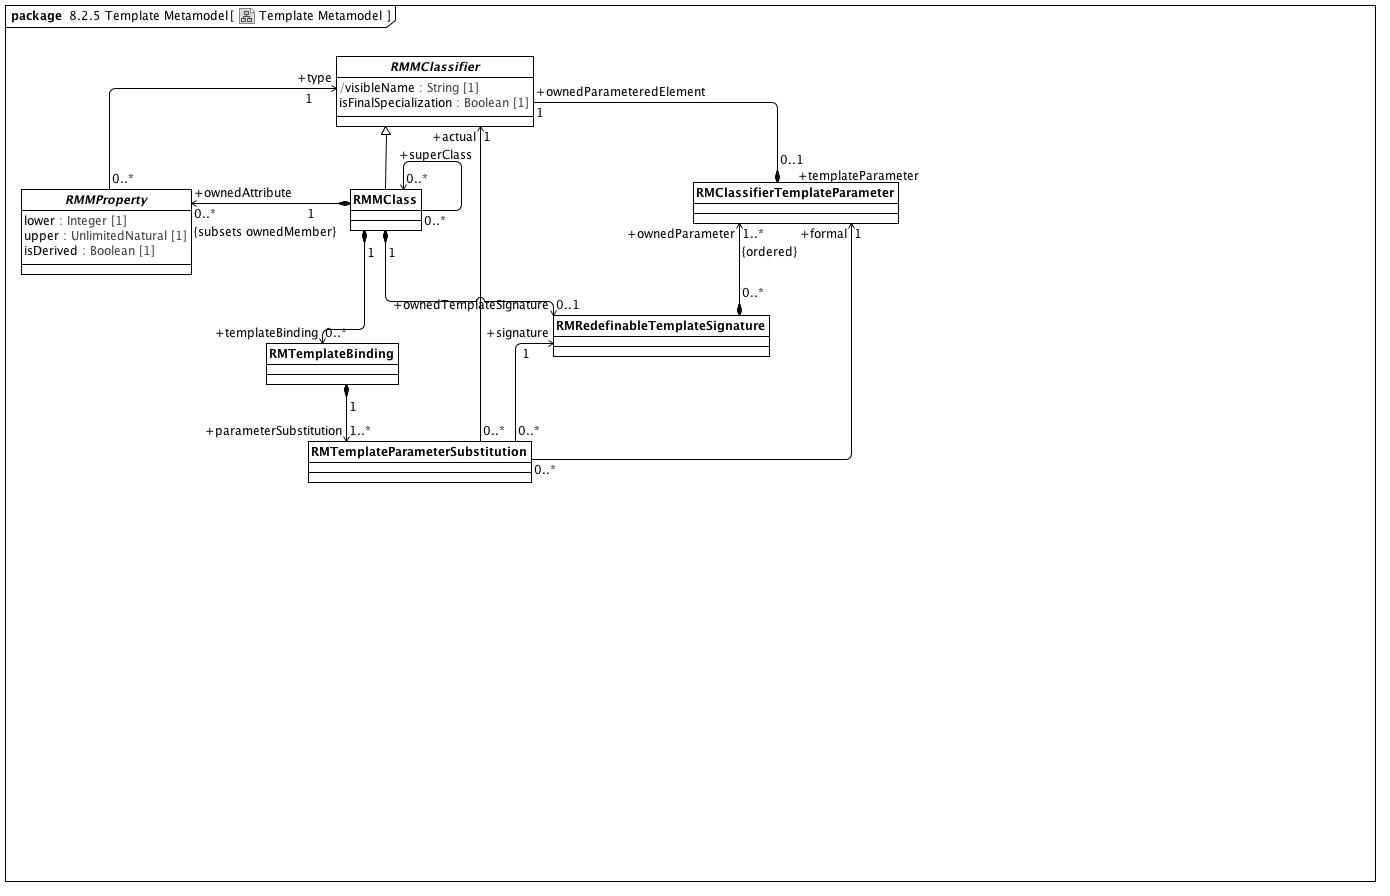 package 8.2.5 Template Metamodel[ Template Metamodel ]
RMMClassifier
/visibleName : String [1]
isFinalSpecialization : Boolean [1]
+type
1
0..*
+ownedParameteredElement
1
0..1
+templateParameter
+actual 1
+superClass
0..*
0..*
RMMProperty
lower : Integer [1]
upper : UnlimitedNatural [1]
isDerived : Boolean [1]
+ownedAttribute
0..*
1
{subsets ownedMember}
RMMClass
RMClassifierTemplateParameter
+ownedParameter 1..*
{ordered}
+formal 1
0..*
1
1
+ownedTemplateSignature 0..1
RMRedefinableTemplateSignature
+templateBinding 0..*
+signature
1
RMTemplateBinding
1
+parameterSubstitution 1..*
0..*
0..*
RMTemplateParameterSubstitution
0..*